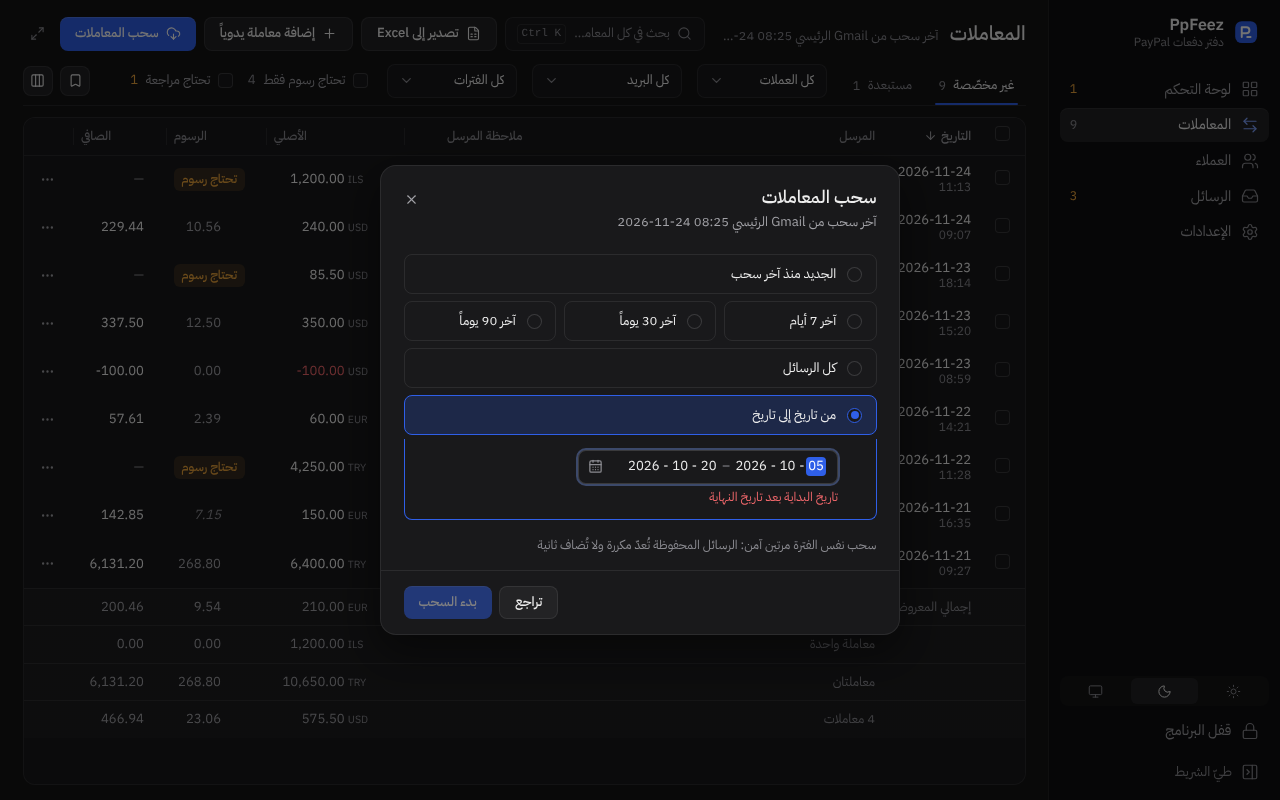 PpFeez
دفتر دفعات PayPal
لوحة التحكم 1
المعاملات 9
العملاء
الرسائل 3
الإعدادات
قفل البرنامج
طيّ الشريط
المعاملات
آخر سحب من Gmail الرئيسي 08:25 24-...
بحث في كل المعامـ... Ctrl K
تصدير إلى Excel
إضافة معاملة يدوياً
سحب المعاملات
غير مخصّصة 9
مستبعدة 1
كل العملات
كل البريد
كل الفترات
تحتاج رسوم فقط 4
تحتاج مراجعة 1
التاريخ المرسل ملاحظة المرسل الأصلي الرسوم الصافي
2026-11-24 1,200.00 ILS تحتاج رسوم —
11:13
2026-11-24 240.00 USD 10.56 229.44
09:07
2026-11-23 85.50 USD تحتاج رسوم —
18:14
2026-11-23 350.00 USD 12.50 337.50
15:20
2026-11-23 -100.00 USD 0.00 -100.00
08:59
2026-11-22 60.00 EUR 2.39 57.61
14:21
2026-11-22 4,250.00 TRY تحتاج رسوم —
11:28
2026-11-21 150.00 EUR 7.15 142.85
16:35
2026-11-21 6,400.00 TRY 268.80 6,131.20
09:27
إجمالي 210.00 EUR 9.54 200.46
معاملة واحدة 1,200.00 ILS 0.00 0.00
معاملتان 10,650.00 TRY 268.80 6,131.20
4 معاملات 575.50 USD 23.06 466.94
سحب المعاملات
آخر سحب من Gmail الرئيسي 2026-11-24 08:25
الجديد منذ آخر سحب
آخر 7 أيام
آخر 30 يوماً
آخر 90 يوماً
كل الرسائل
من تاريخ إلى تاريخ
2026 - 10 - 20 – 2026 - 10 - 05
تاريخ البداية بعد تاريخ النهاية
سحب نفس الفترة مرتين آمن: الرسائل المحفوظة تُعدّ مكررة ولا تُضاف ثانية
تراجع
بدء السحب